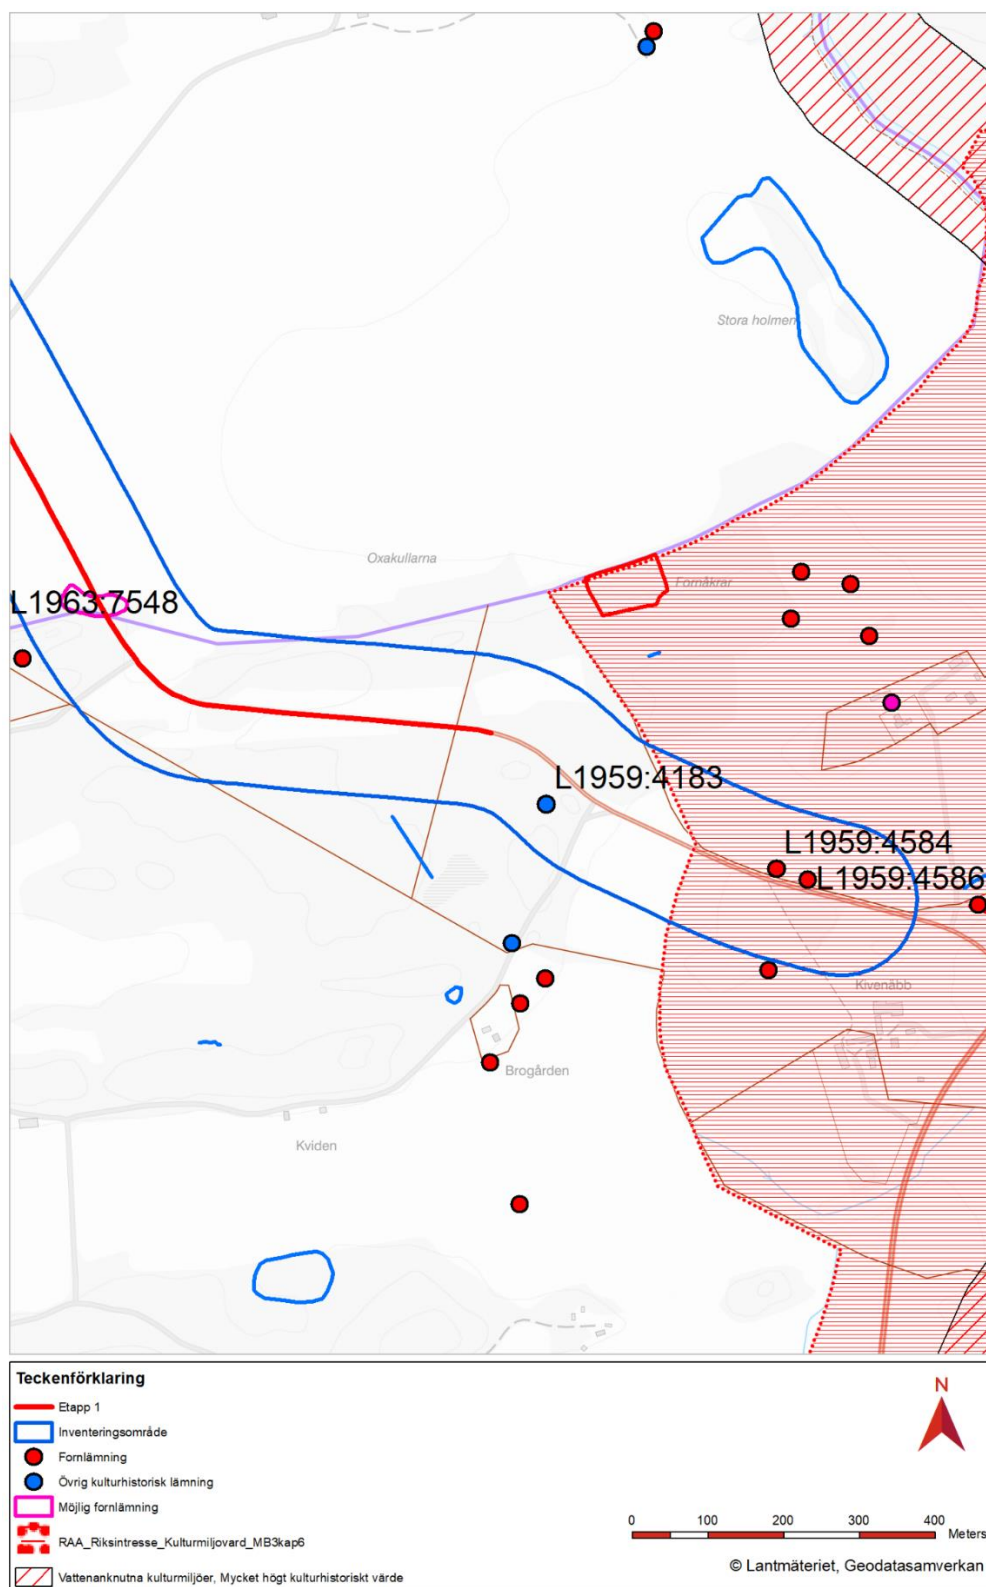 Stora holmen
Oxakullarna
Fornåkrar
L1963:7548
L1959:4183
L1959:4584
L1959:4586
Kivenäbb
Brogården
Kviden
Teckenförklaring
Etapp 1
Inventeringsområde
Fornlämning
Övrig kulturhistorisk lämning
Möjlig fornlämning
RAA_Riksintresse_Kulturmiljovard_MB3kap6
Vattenanknutna kulturmiljöer, Mycket högt kulturhistoriskt värde
N
0 100 200 300 400
Meters
© Lantmäteriet, Geodatasamverkan